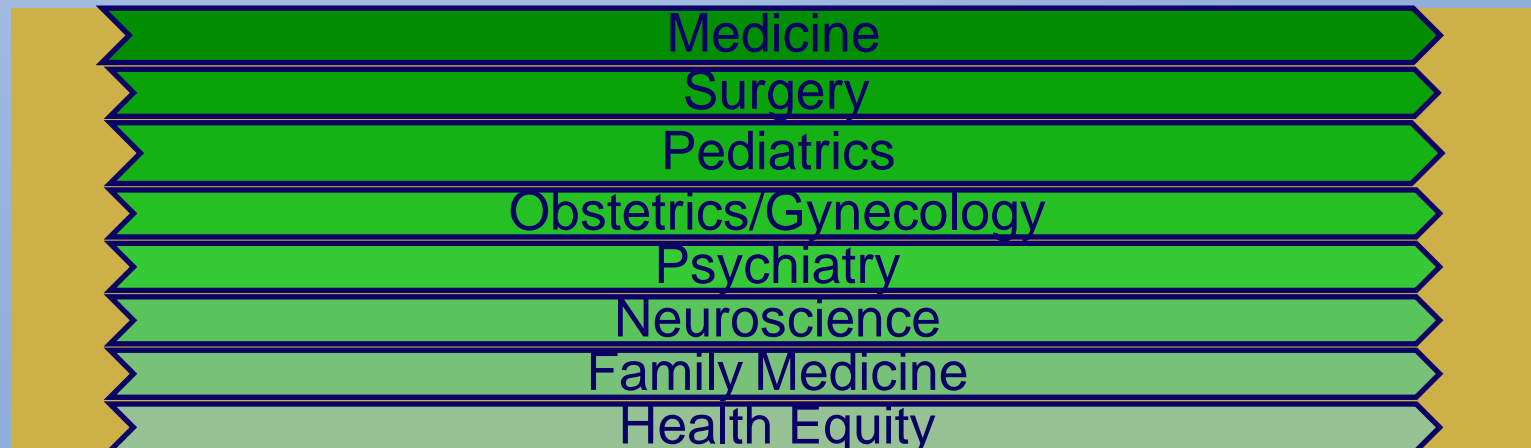 Medicine
Surgery
Pediatrics
Obstetrics/Gynecology
Psychiatry
Neuroscience
Family Medicine
Health Equity